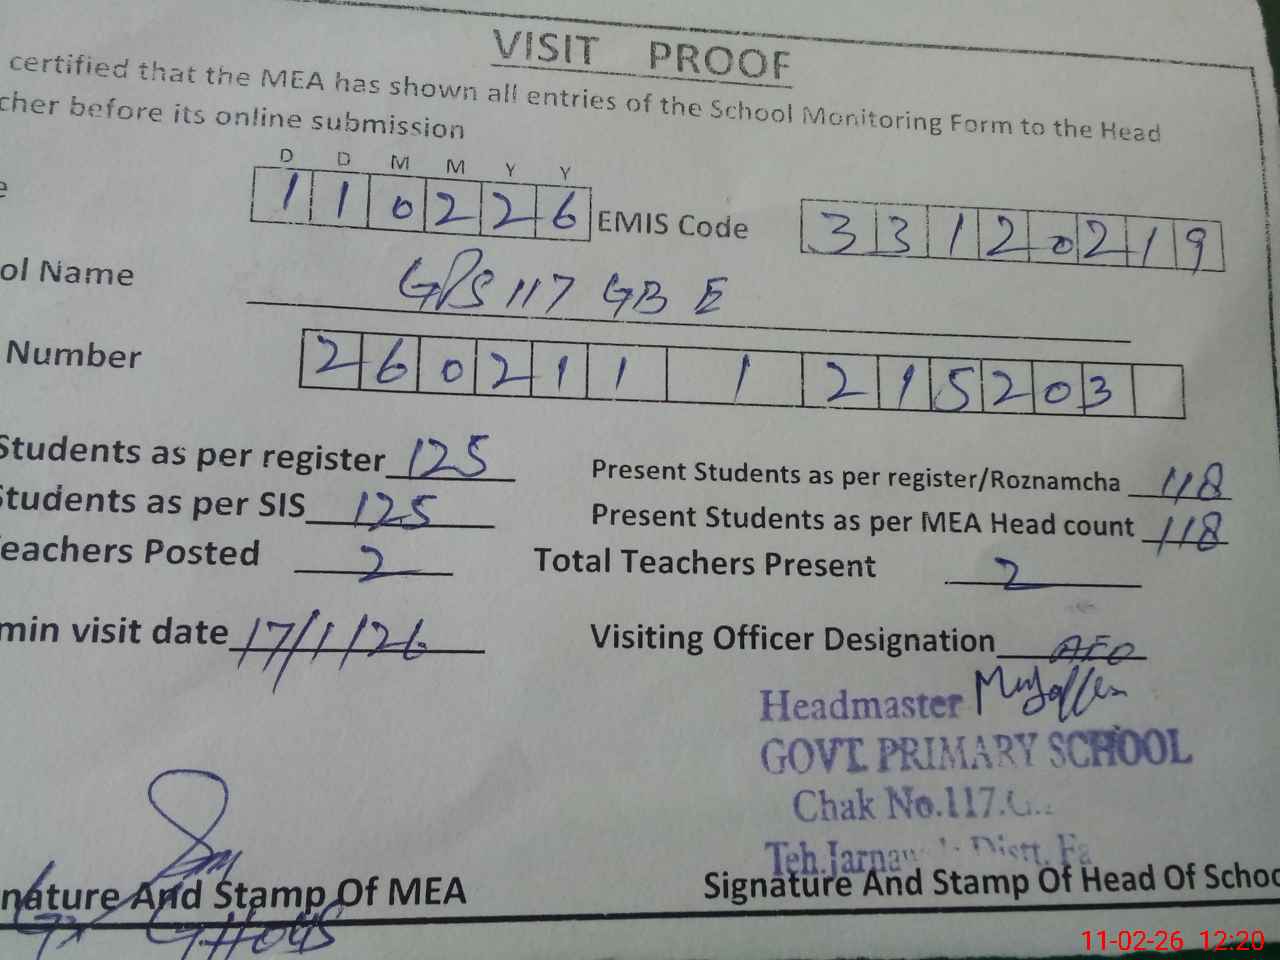 VISIT PROOF
certified that the MEA has shown all entries of the School Monitoring Form to the Head
cher before its online submission
D D M M Y Y
e 1 1 0 2 2 6 EMIS Code 3 3 1 2 0 2 1 9
ol Name GPS 117 GB E
Number 2 6 0 2 1 1 1 2 1 5 2 0 3
Students as per register 125 Present Students as per register/Roznamcha 118
Students as per SIS 125 Present Students as per MEA Head count 118
eachers Posted 2 Total Teachers Present 2
min visit date 17/1/26 Visiting Officer Designation AEO
Headmaster
GOVT. PRIMARY SCHOOL
Chak No.117.G
Teh.Jaranw Distt. Fa
nature And Stamp Of MEA Signature And Stamp Of Head Of Schoo
11-02-26 12:20